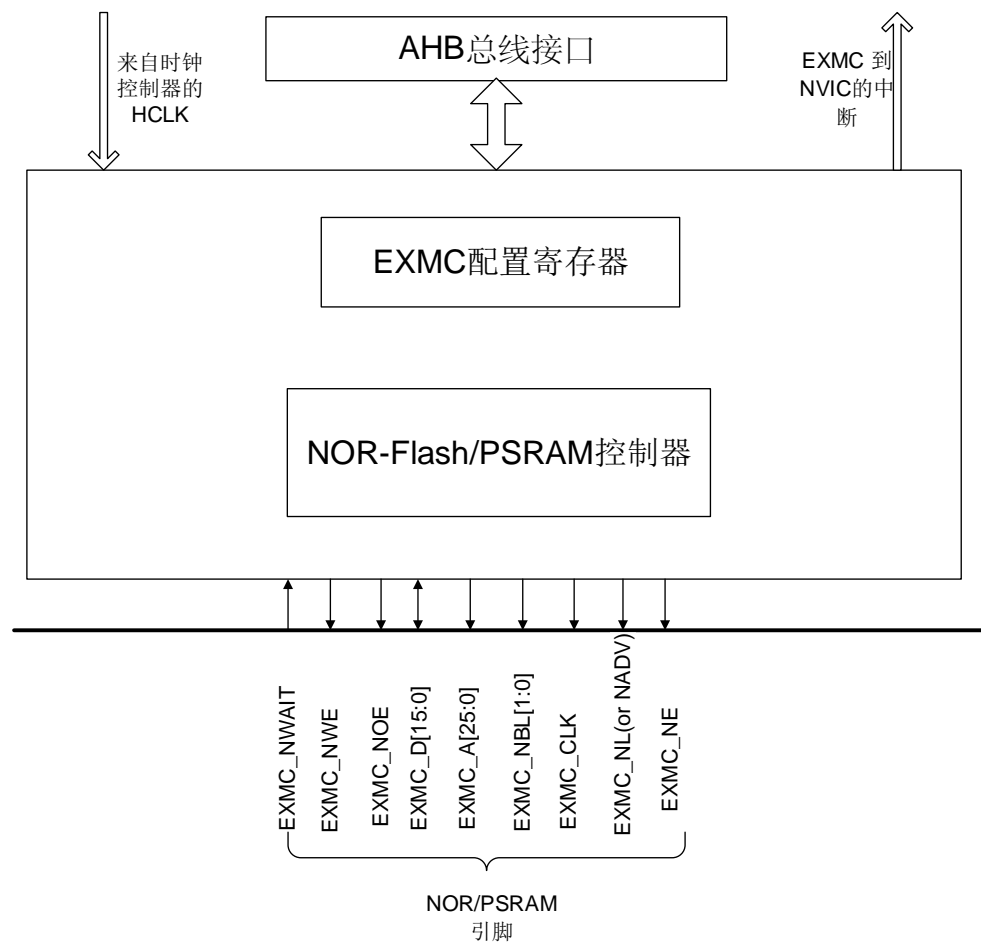 来自时钟
控制器的
HCLK
AHB总线接口
EXMC 到
NVIC的中
断
EXMC配置寄存器
NOR-Flash/PSRAM控制器
EXMC_NWAIT
EXMC_NWE
EXMC_NOE
EXMC_D[15:0]
EXMC_A[25:0]
EXMC_NBL[1:0]
EXMC_CLK
EXMC_NL(or NADV)
EXMC_NE
NOR/PSRAM
引脚